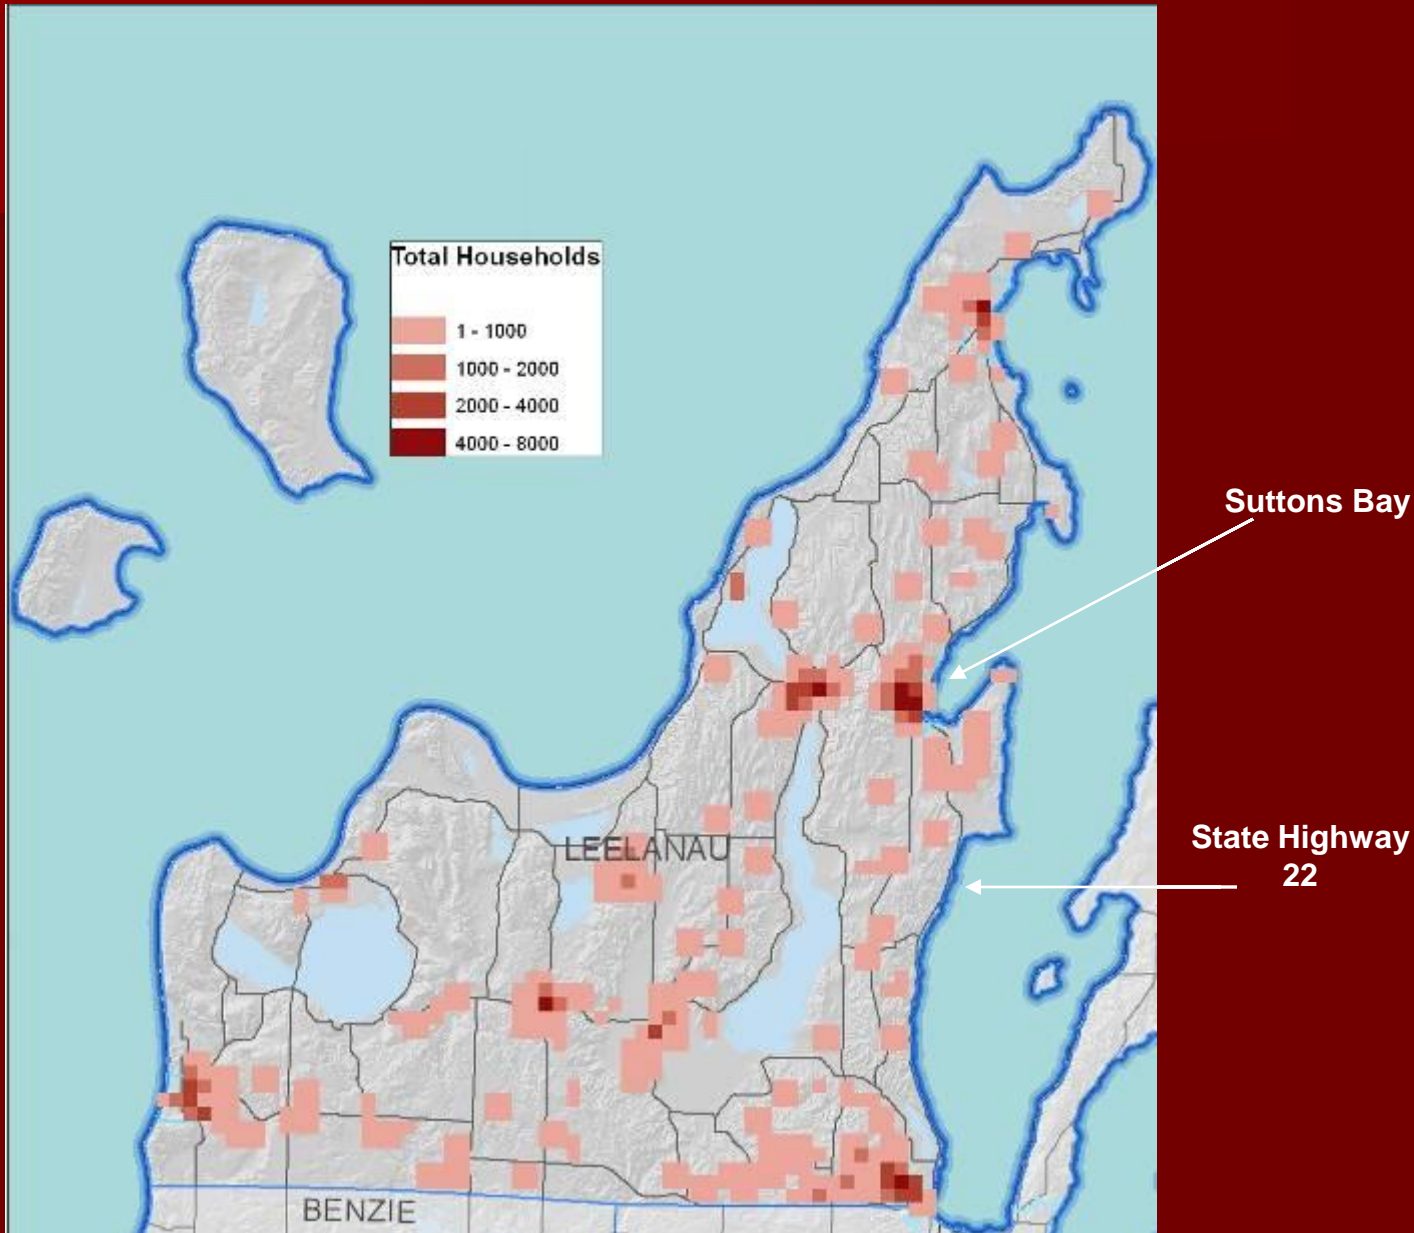 Total Households
1 - 1000
1000 - 2000
2000 - 4000
4000 - 8000
Suttons Bay
State Highway
22
LEELANAU
BENZIE